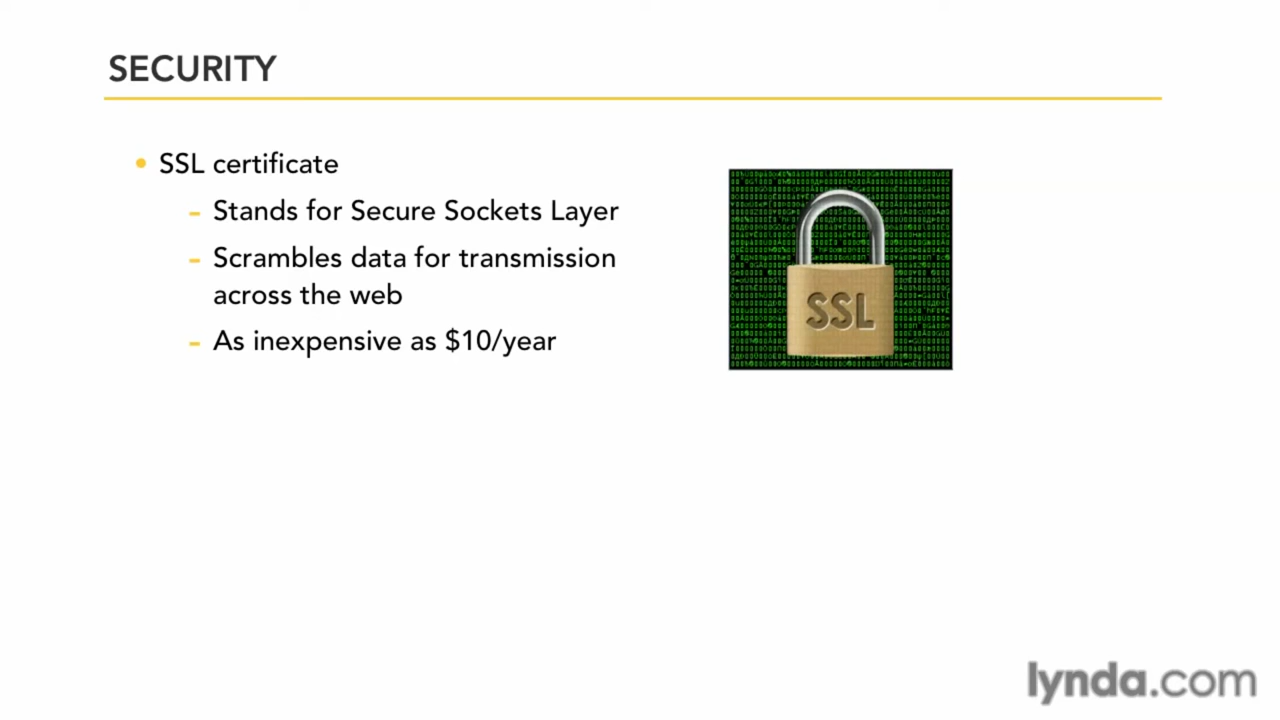 SECURITY
• SSL certificate
– Stands for Secure Sockets Layer
– Scrambles data for transmission
across the web
– As inexpensive as $10/year
SSL
lynda.com